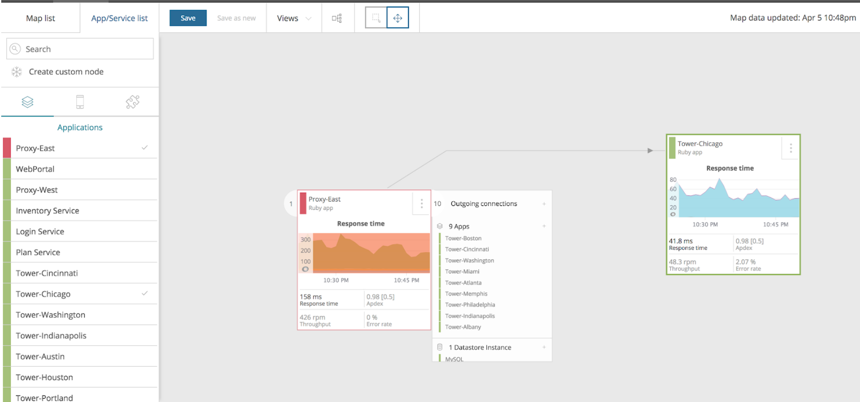 Map list
App/Service list
Save
Save as new
Views
Map data updated: Apr 5 10:48pm
Search
Create custom node
Applications
Proxy-East
WebPortal
Proxy-West
Inventory Service
Login Service
Plan Service
Tower-Cincinnati
Tower-Chicago
Tower-Washington
Tower-Indianapolis
Tower-Austin
Tower-Houston
Tower-Portland
1
Proxy-East
Ruby app
Response time
300
200
100
10:30 PM 10:45 PM
158 ms 0.98 [0.5]
Response time Apdex
426 rpm 0 %
Throughput Error rate
10 Outgoing connections
9 Apps
Tower-Boston
Tower-Cincinnati
Tower-Washington
Tower-Miami
Tower-Atlanta
Tower-Memphis
Tower-Philadelphia
Tower-Indianapolis
Tower-Albany
1 Datastore Instance
MySQL
Tower-Chicago
Ruby app
Response time
80
60
40
20
10:30 PM 10:45 PM
41.8 ms 0.98 [0.5]
Response time Apdex
48.3 rpm 2.07 %
Throughput Error rate